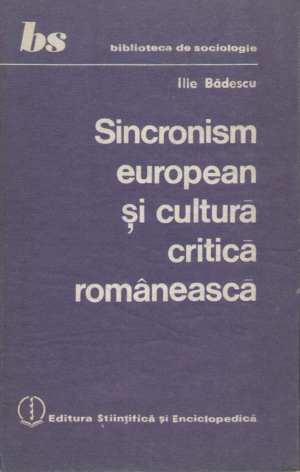 bs
biblioteca de sociologie
Ilie Bădescu
Sincronism
european
și cultură
critică
românească
Editura Științifică și Enciclopedică